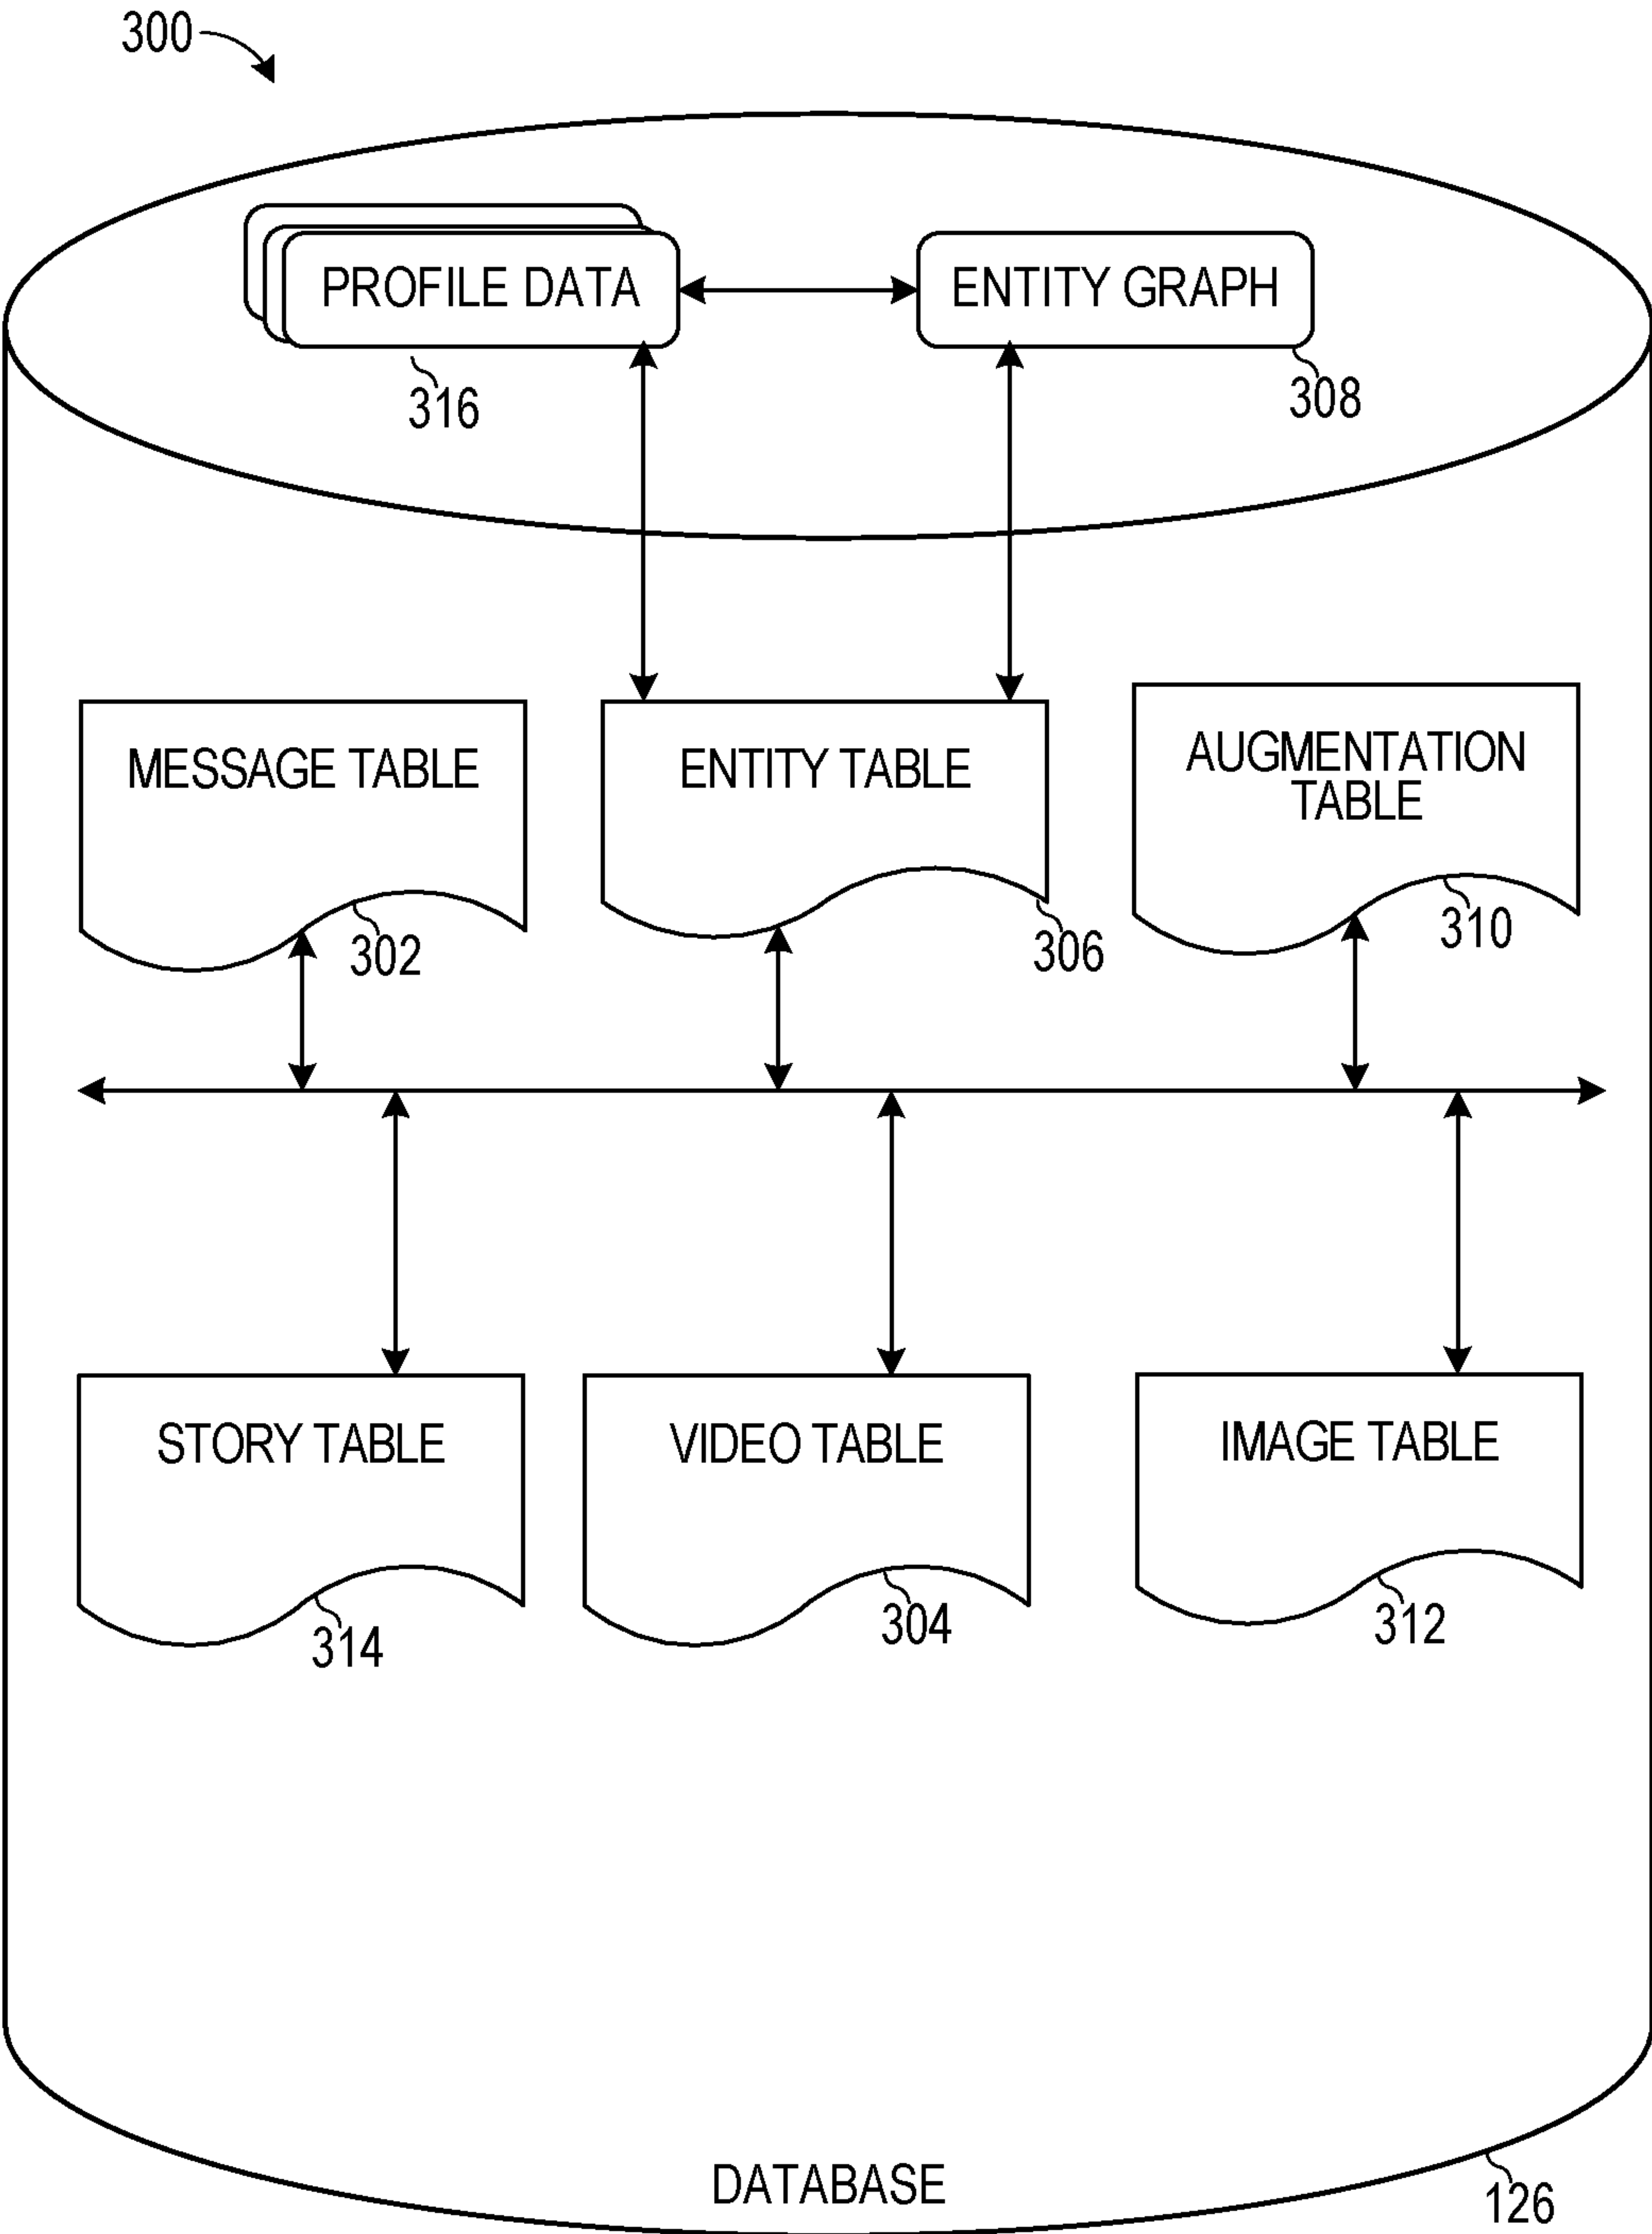 300
PROFILE DATA
ENTITY GRAPH
316
308
MESSAGE TABLE
ENTITY TABLE
AUGMENTATION
TABLE
302
306
310
STORY TABLE
VIDEO TABLE
IMAGE TABLE
314
304
312
DATABASE
126